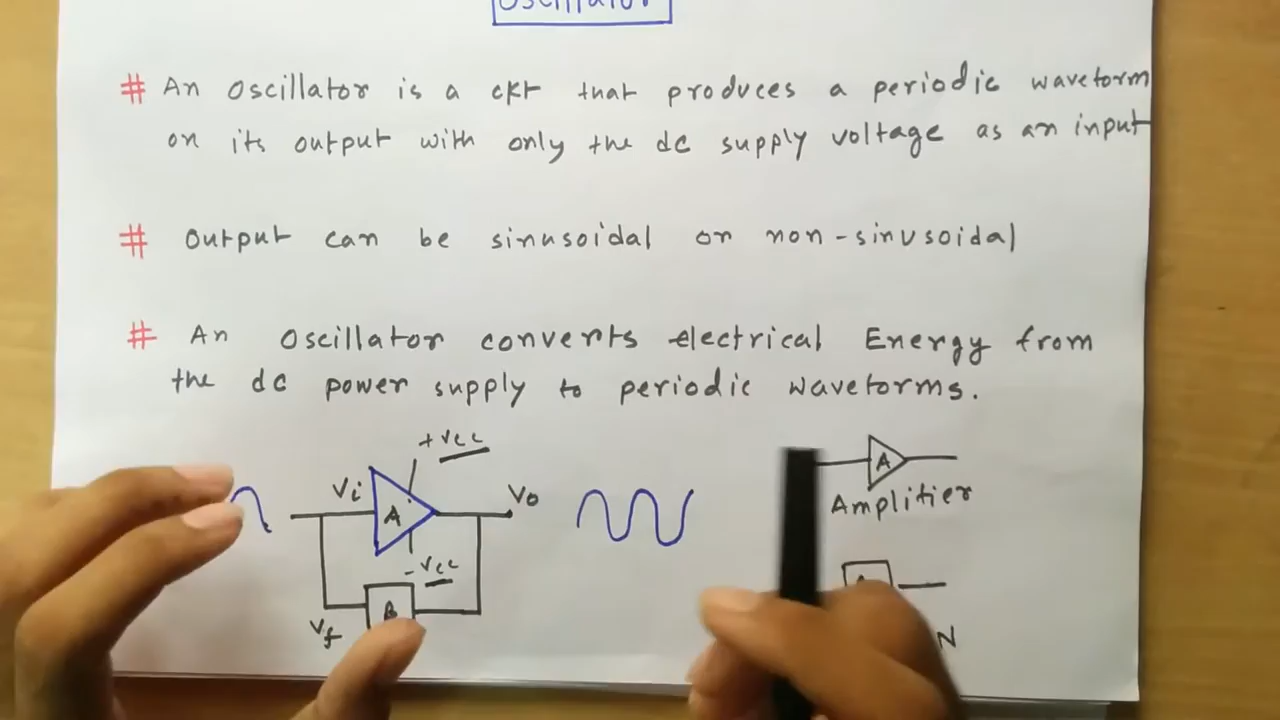 Oscillator
# An Oscillator is a ckt that produces a periodic waveform
on its output with only the dc supply voltage as an input
# Output can be sinusoidal or non-sinusoidal
# An Oscillator converts electrical Energy from
the dc power supply to periodic waveforms.
+Vcc
Vi A Vo
-Vcc
B
Vf
A
Amplifier
N